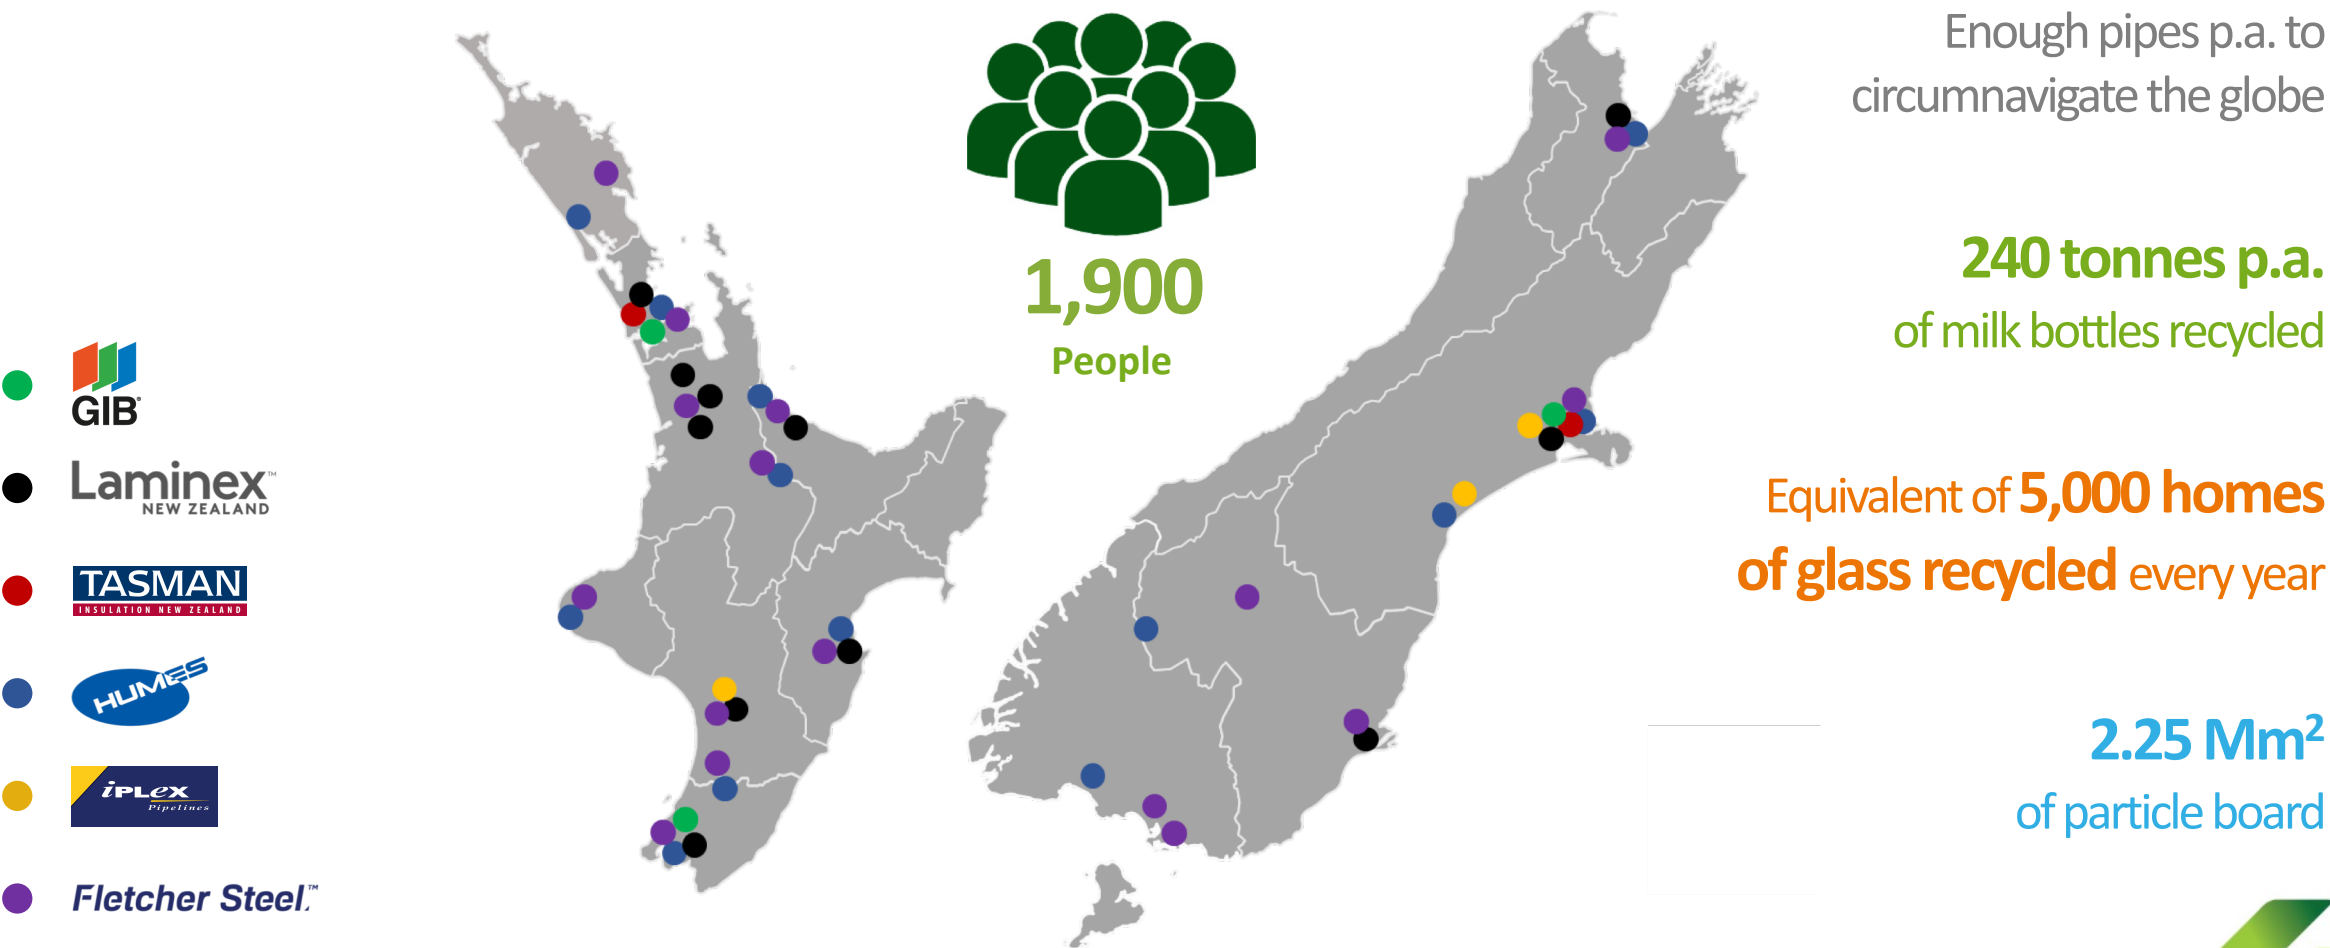 GIB®
Laminex™
NEW ZEALAND
TASMAN
INSULATION NEW ZEALAND
HUMES
iPLex
Pipelines
Fletcher Steel.™
1,900
People
Enough pipes p.a. to
circumnavigate the globe
240 tonnes p.a.
of milk bottles recycled
Equivalent of 5,000 homes
of glass recycled every year
2.25 Mm²
of particle board